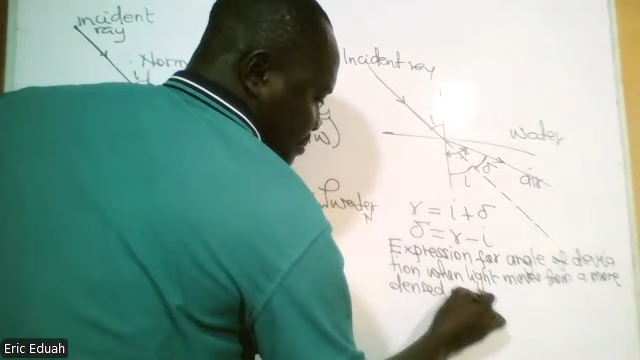 incident
ray
Norm
Incident ray
water
air
r
δ
i
water
r = i + δ
δ = r - i
Expression for angle of devia
tion when light moves from a more
densed
Eric Eduah